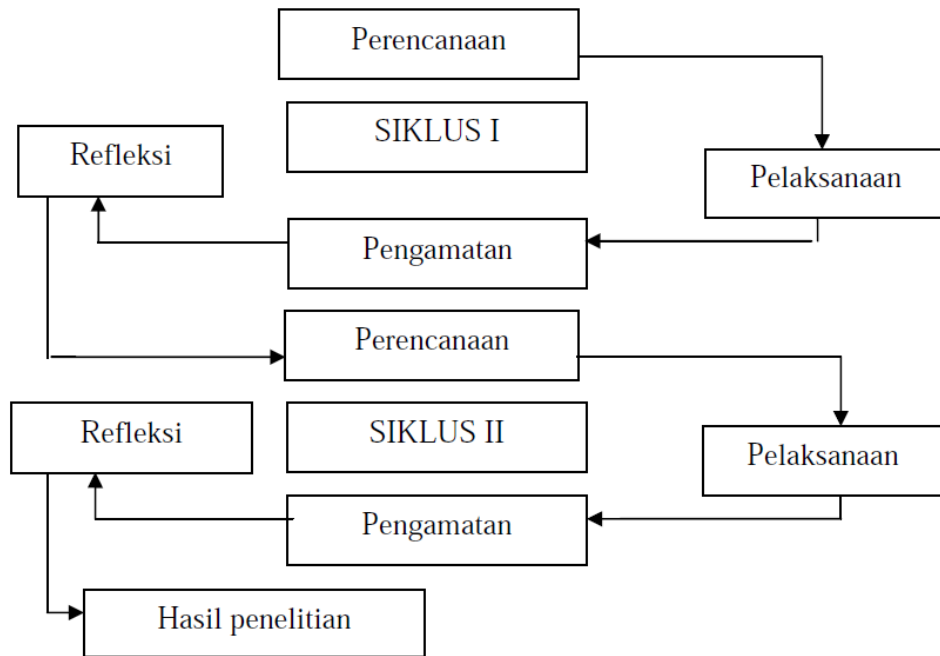 Perencanaan
SIKLUS I
Refleksi
Pelaksanaan
Pengamatan
Perencanaan
Refleksi
SIKLUS II
Pelaksanaan
Pengamatan
Hasil penelitian